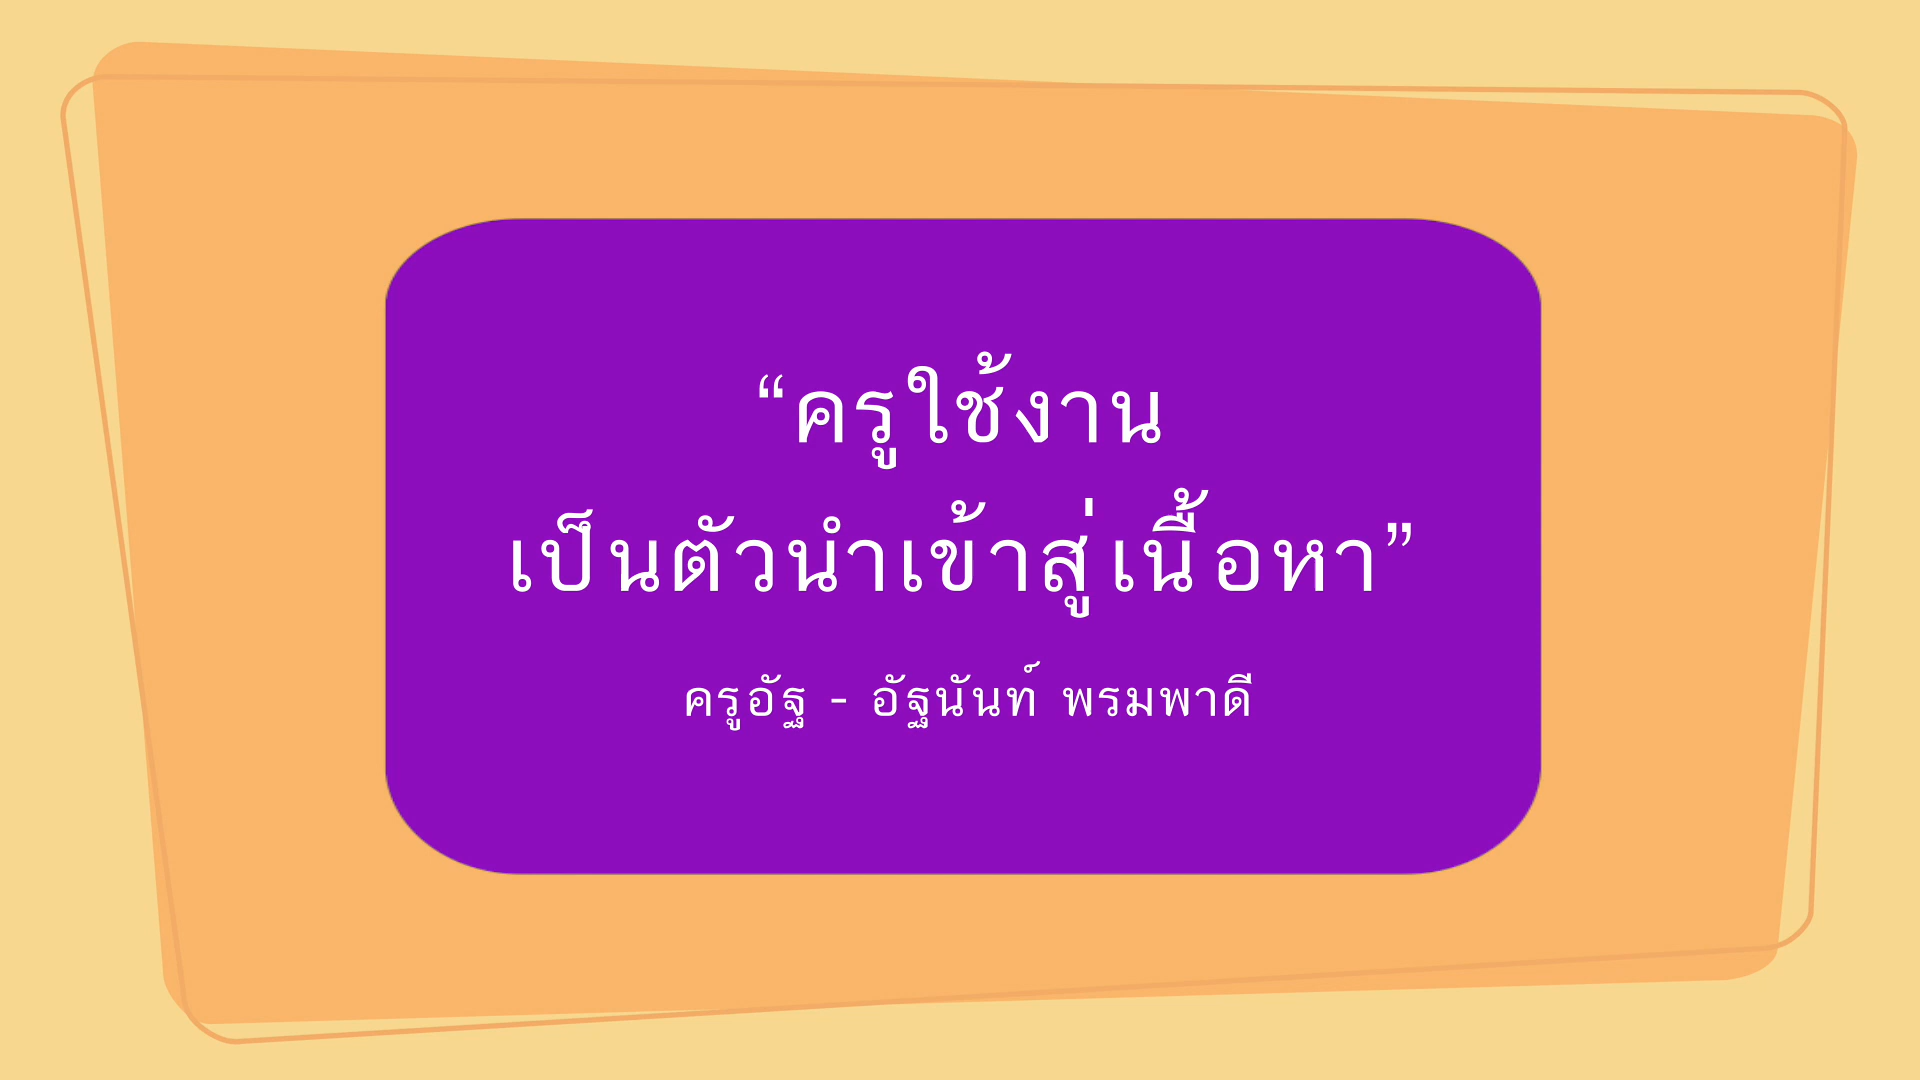 “ครูใช้งาน
เป็นตัวนำเข้าสู่เนื้อหา”
ครูอัฐ - อัฐนันท์ พรมพาดี